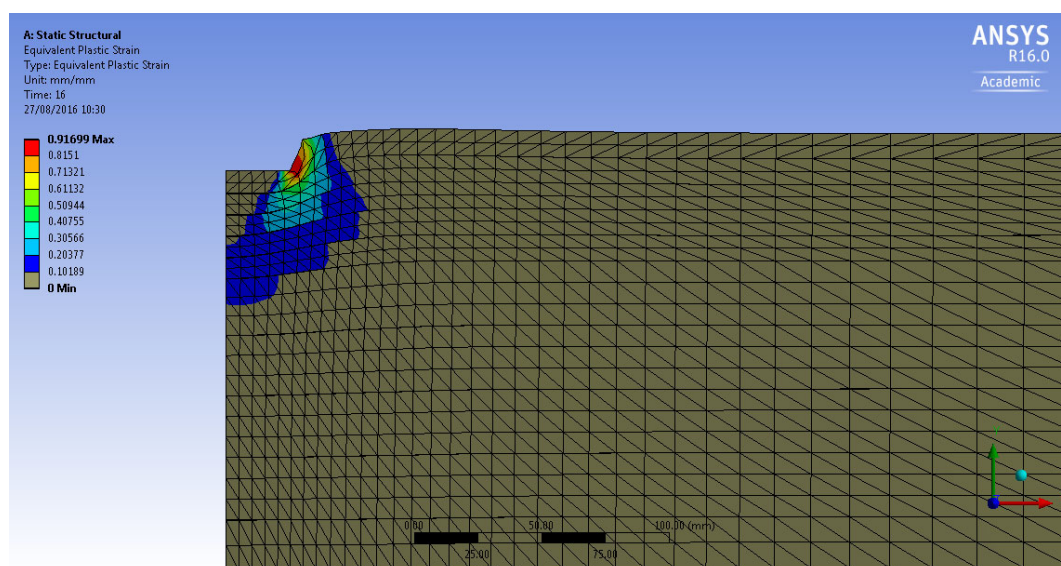 A: Static Structural
Equivalent Plastic Strain
Type: Equivalent Plastic Strain
Unit: mm/mm
Time: 16
27/08/2016 10:30
0.91699 Max
0.8151
0.71321
0.61132
0.50944
0.40755
0.30566
0.20377
0.10189
0 Min
ANSYS
R16.0
Academic
0.00 50.00 100.00 (mm)
25.00 75.00